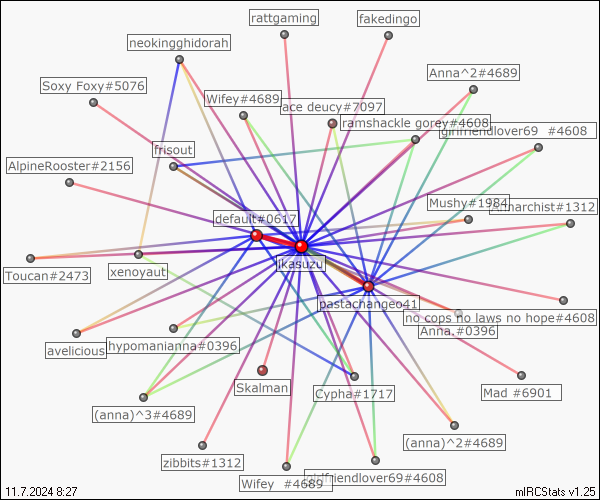 rattgaming
fakedingo
neokingghidorah
Anna^2#4689
Soxy Foxy#5076
Wifey#4689
ace deucy#7097
ramshackle gorey#4608
girlfriendlover69 #4608
frisout
AlpineRooster#2156
Mushy#1984
#1312
default#0617
jkasuzu
Toucan#2473
xenoyaut
pastachangeo41
no cops no laws no hope#4608
Anna.#0396
avelicious
hypomanianna#0396
Skalman
Cypha#1717
Mad #6901
(anna)^3#4689
(anna)^2#4689
zibbits#1312
Wifey #4689
girlfriendlover69#4608
11.7.2024 8:27
mIRCStats v1.25